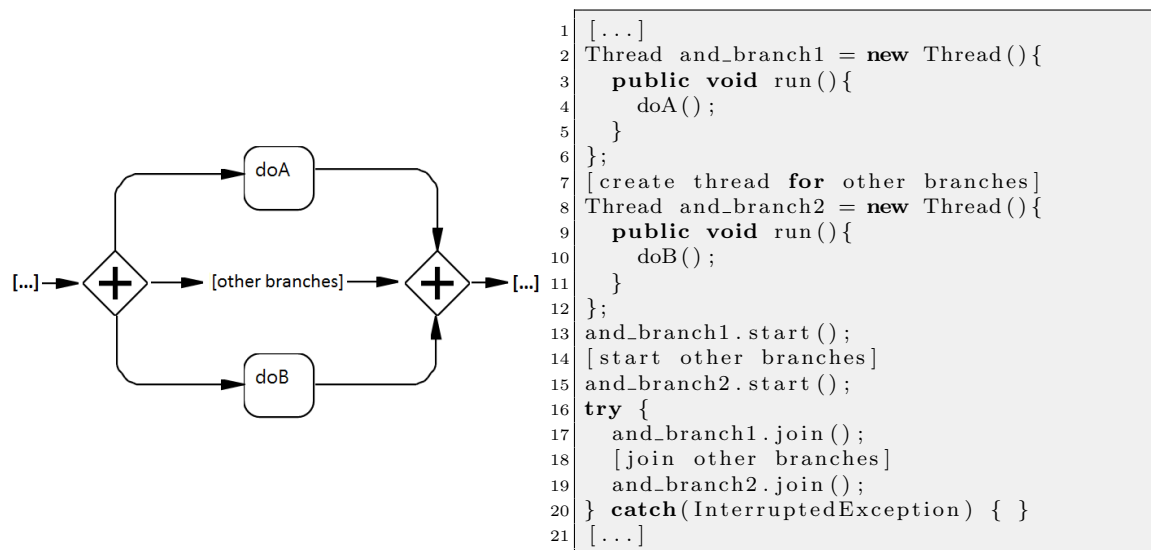 doA
[...]
[other branches]
[...]
doB
1 [...]
2 Thread and_branch1 = new Thread(){
3   public void run(){
4     doA();
5   }
6 };
7 [create thread for other branches]
8 Thread and_branch2 = new Thread(){
9   public void run(){
10     doB();
11   }
12 };
13 and_branch1.start();
14 [start other branches]
15 and_branch2.start();
16 try {
17   and_branch1.join();
18   [join other branches]
19   and_branch2.join();
20 } catch(InterruptedException) { }
21 [...]